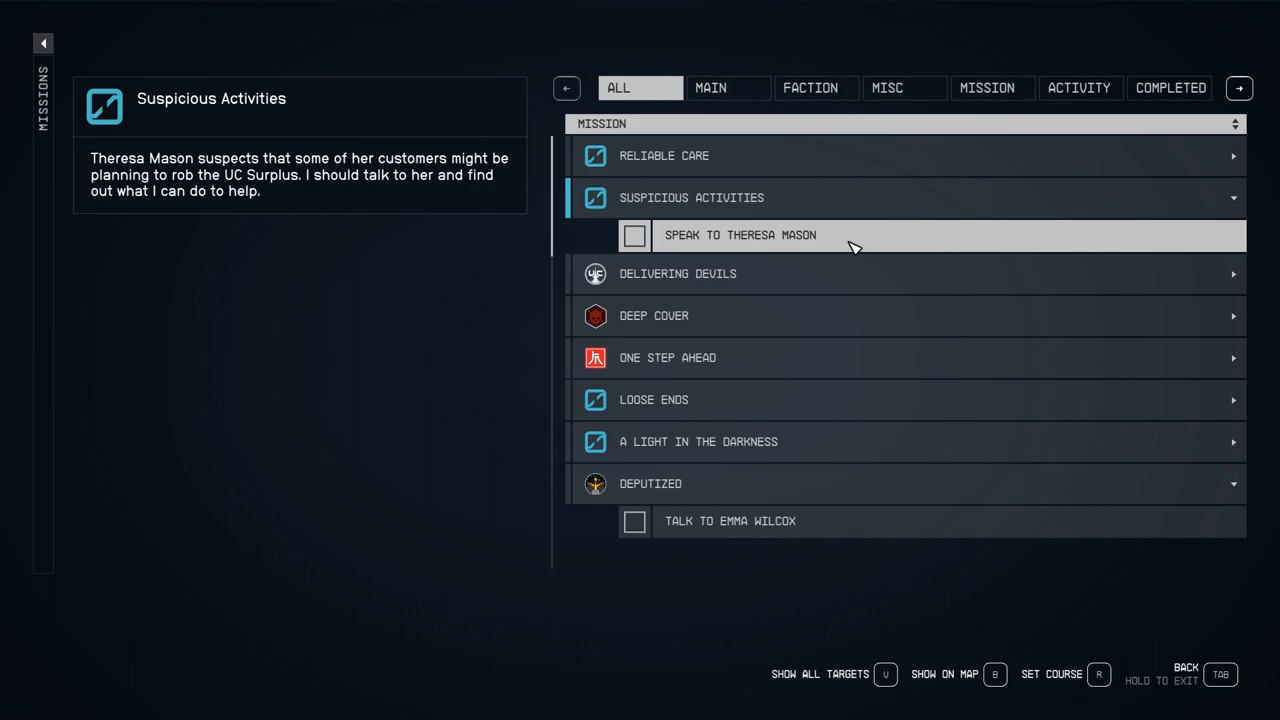 MISSIONS
Suspicious Activities
Theresa Mason suspects that some of her customers might be
planning to rob the UC Surplus. I should talk to her and find
out what I can do to help.
ALL MAIN FACTION MISC MISSION ACTIVITY COMPLETED
MISSION
RELIABLE CARE
SUSPICIOUS ACTIVITIES
SPEAK TO THERESA MASON
DELIVERING DEVILS
DEEP COVER
ONE STEP AHEAD
LOOSE ENDS
A LIGHT IN THE DARKNESS
DEPUTIZED
TALK TO EMMA WILCOX
SHOW ALL TARGETS V SHOW ON MAP B SET COURSE R BACK TAB
HOLD TO EXIT